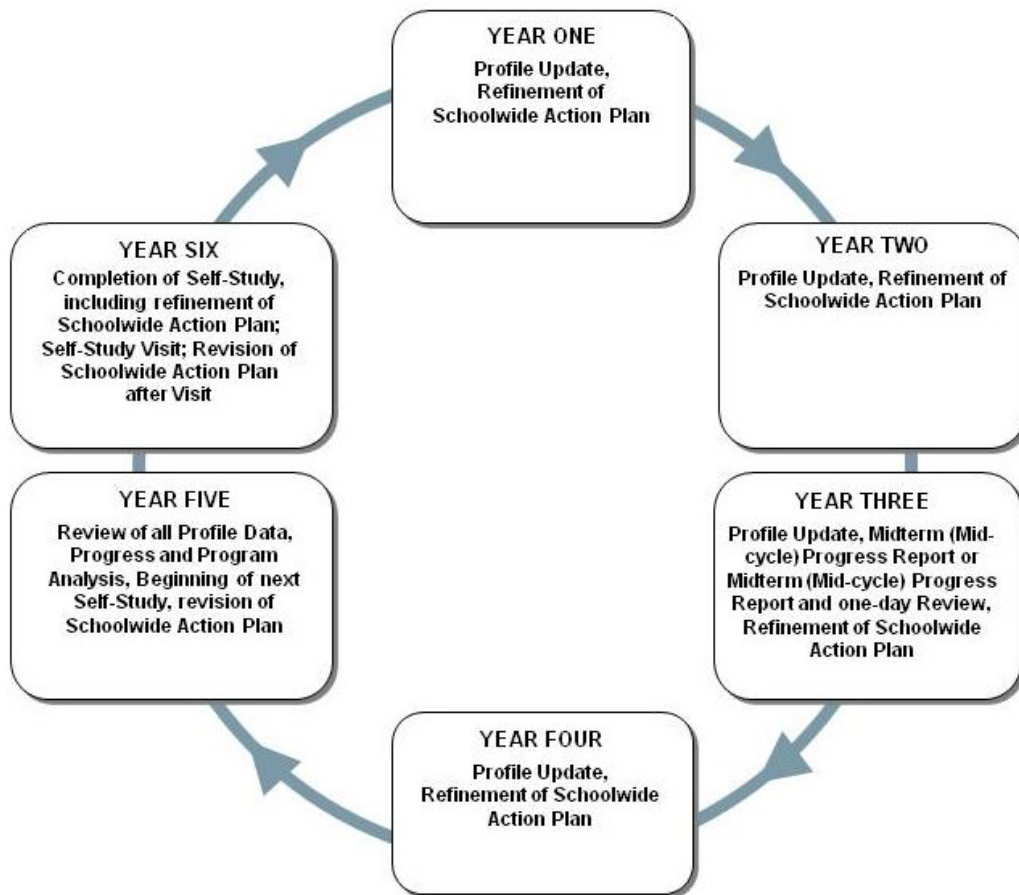 YEAR ONE
Profile Update,
Refinement of
Schoolwide Action Plan
YEAR TWO
Profile Update, Refinement of
Schoolwide Action Plan
YEAR THREE
Profile Update, Midterm (Mid-
cycle) Progress Report or
Midterm (Mid-cycle) Progress
Report and one-day Review,
Refinement of Schoolwide
Action Plan
YEAR FOUR
Profile Update,
Refinement of Schoolwide
Action Plan
YEAR FIVE
Review of all Profile Data,
Progress and Program
Analysis, Beginning of next
Self-Study, revision of
Schoolwide Action Plan
YEAR SIX
Completion of Self-Study,
including refinement of
Schoolwide Action Plan;
Self-Study Visit; Revision of
Schoolwide Action Plan
after Visit